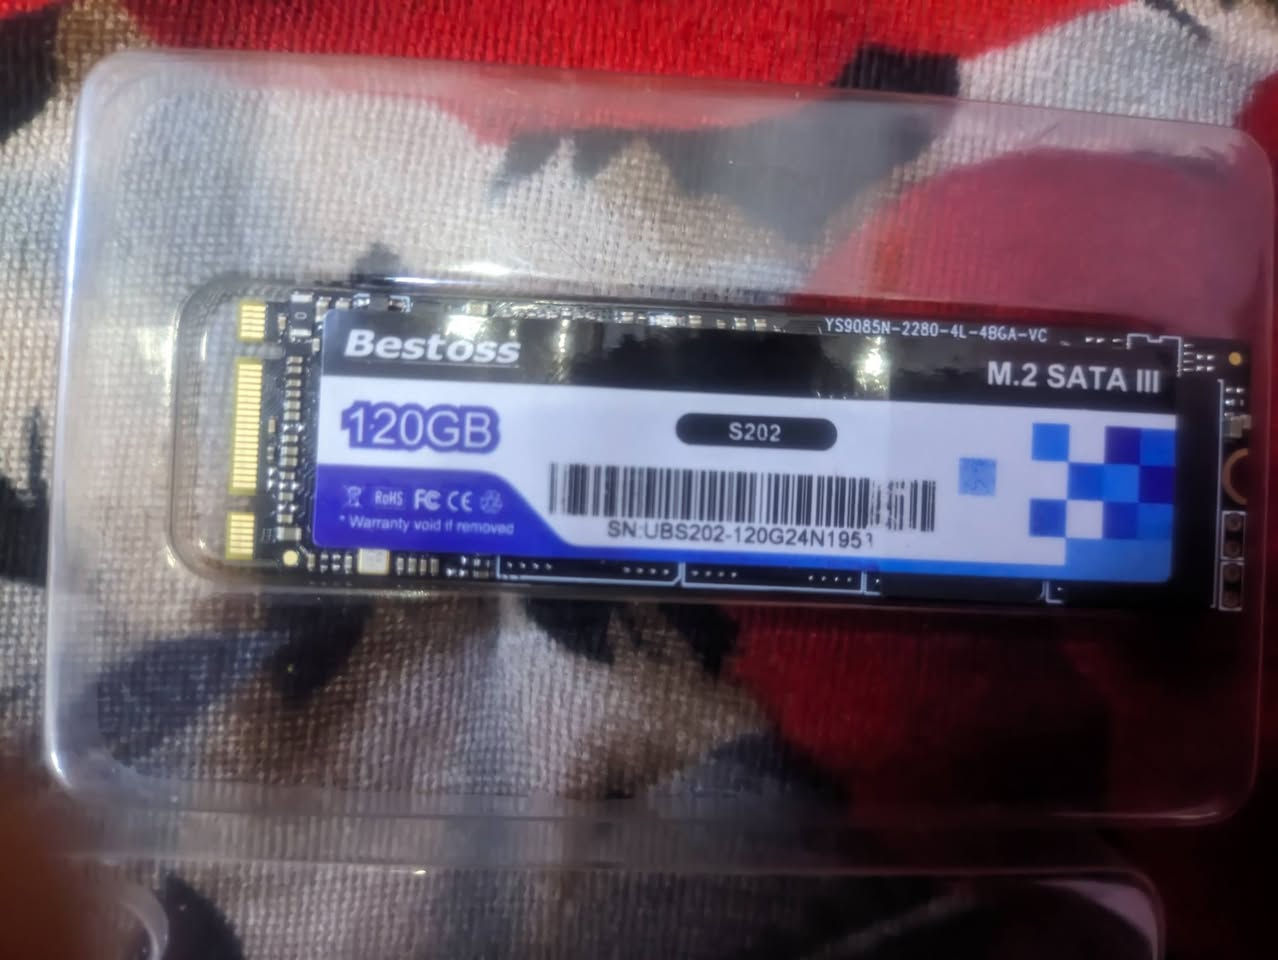 YS9085N-2280-4L-4BGA-VC
Bestoss
M.2 SATA III
120GB
S202
RoHS FC CE
* Warranty void if removed